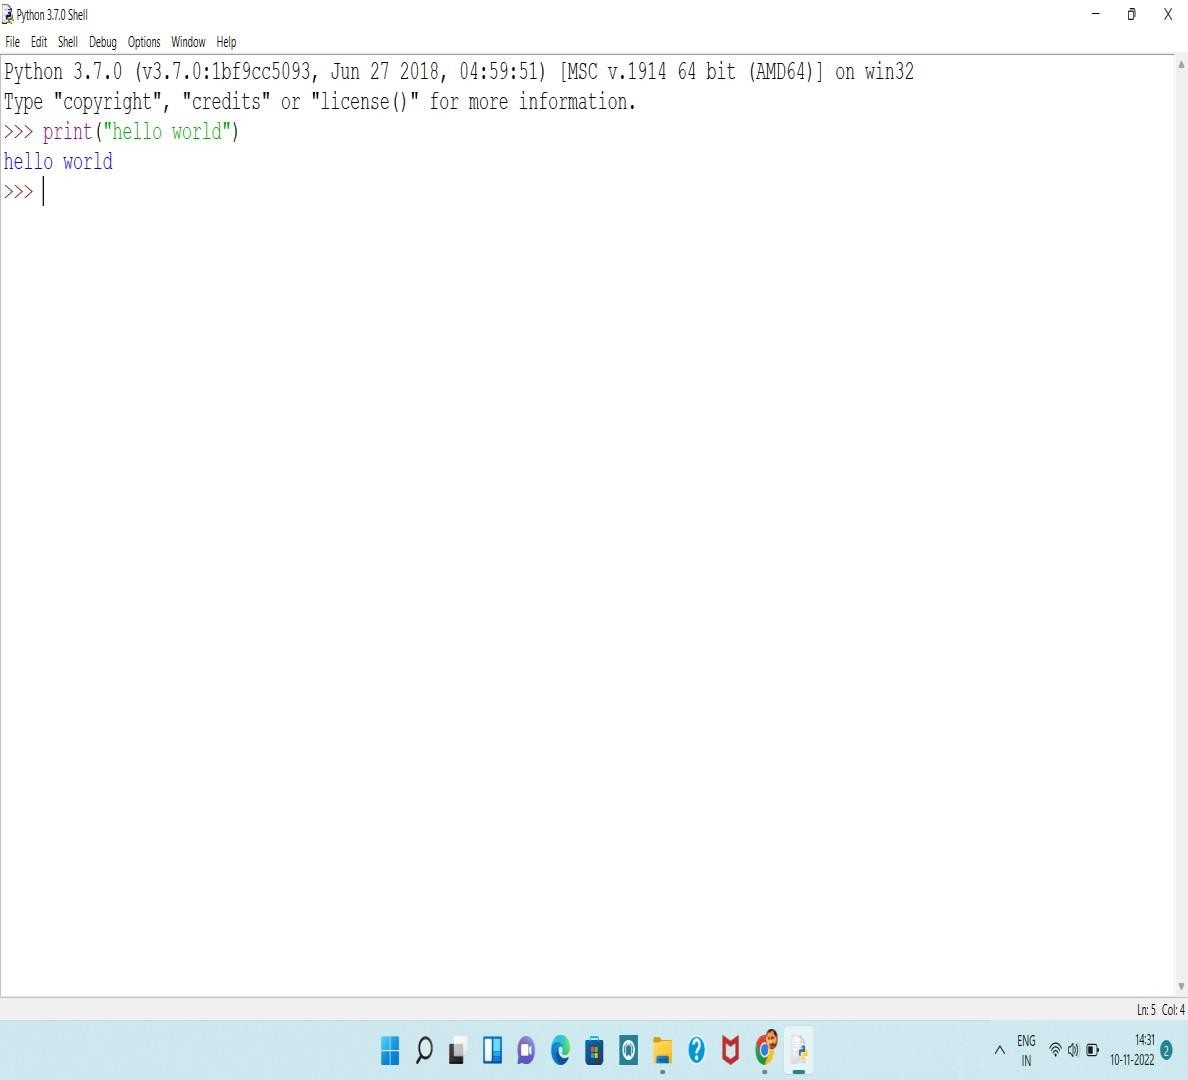 Python 3.7.0 Shell
File Edit Shell Debug Options Window Help
Python 3.7.0 (v3.7.0:1bf9cc5093, Jun 27 2018, 04:59:51) [MSC v.1914 64 bit (AMD64)] on win32
Type "copyright", "credits" or "license()" for more information.
>>> print("hello world")
hello world
>>>
Ln: 5 Col: 4
ENG
IN
14:31
10-11-2022
2